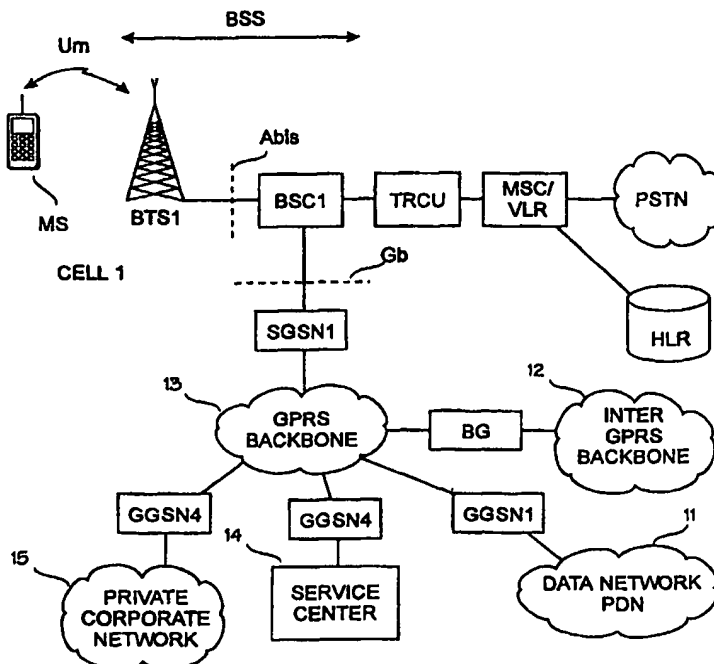 BSS
Um
Abis
MS
BTS1
BSC1
TRCU
MSC/
VLR
PSTN
CELL 1
Gb
HLR
SGSN1
13
GPRS
BACKBONE
BG
12
INTER
GPRS
BACKBONE
GGSN4
GGSN4
GGSN1
15
PRIVATE
CORPORATE
NETWORK
14
SERVICE
CENTER
11
DATA NETWORK
PDN